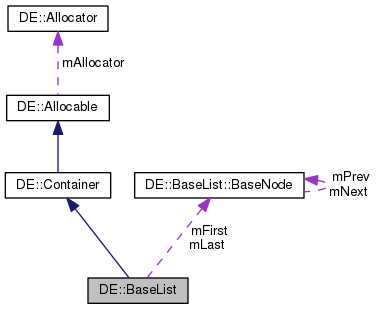 DE::Allocator
mAllocator
DE::Allocable
DE::Container
DE::BaseList::BaseNode
mPrev
mNext
mFirst
mLast
DE::BaseList